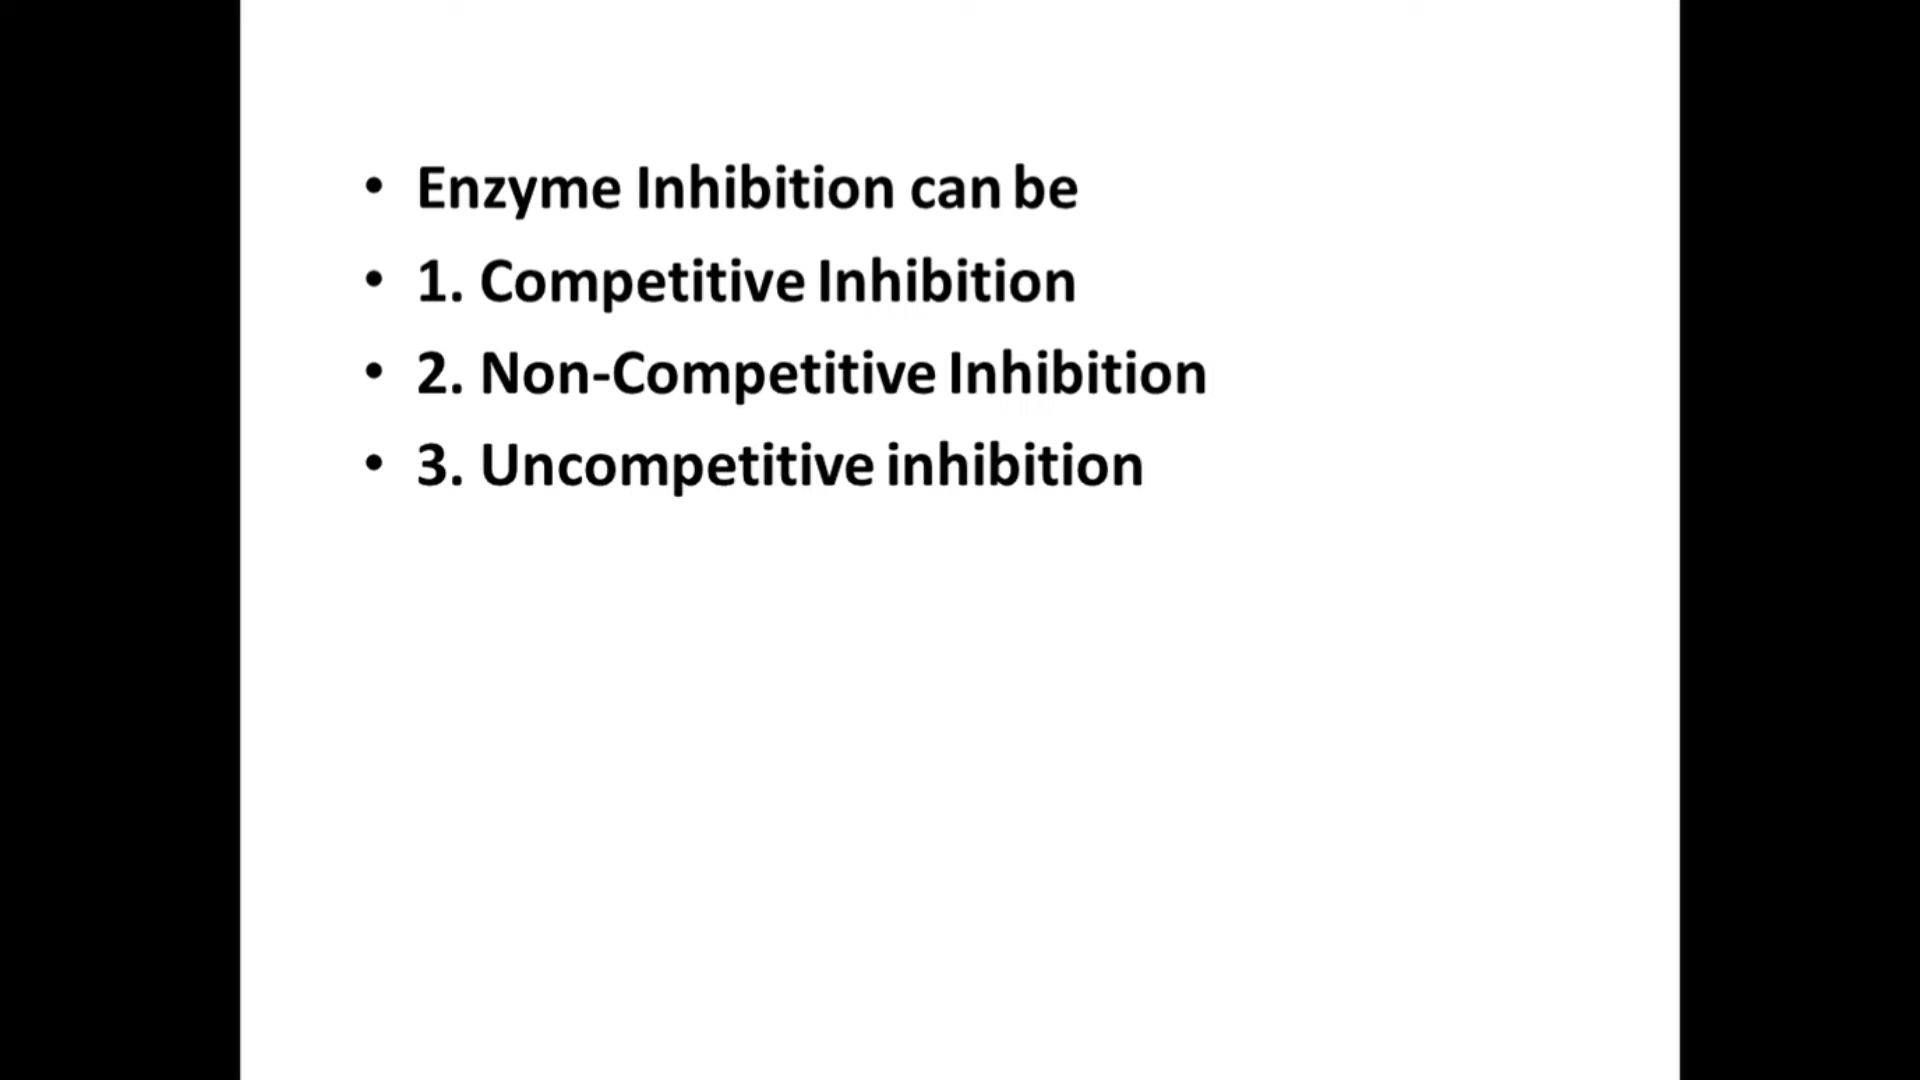 • Enzyme Inhibition can be
• 1. Competitive Inhibition
• 2. Non-Competitive Inhibition
• 3. Uncompetitive inhibition